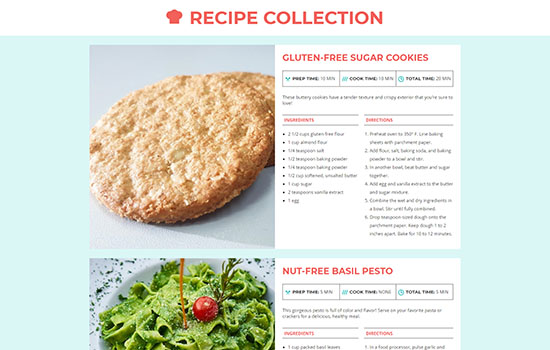 RECIPE COLLECTION
GLUTEN-FREE SUGAR COOKIES
PREP TIME: 10 MIN
COOK TIME: 10 MIN
TOTAL TIME: 20 MIN
These buttery cookies have a tender texture and crispy exterior that you're sure to
love!
INGREDIENTS
2 1/2 cups gluten-free flour
1 cup almond flour
1/4 teaspoon salt
1/2 teaspoon baking powder
1/4 teaspoon baking powder
1/2 cup softened, unsalted butter
1 cup sugar
2 teaspoons vanilla extract
1 egg
DIRECTIONS
1. Preheat oven to 350° F. Line baking
sheets with parchment paper.
2. Add flour, salt, baking soda, and baking
powder to a bowl and stir.
3. In another bowl, beat butter and sugar
together.
4. Add egg and vanilla extract to the butter
and sugar mixture.
5. Combine the wet and dry ingredients in
a bowl. Stir until fully combined.
6. Drop teaspoon-sized dough onto the
parchment paper. Keep dough 1 to 2
inches apart. Bake for 10 to 12 minutes.
NUT-FREE BASIL PESTO
PREP TIME: 5 MIN
COOK TIME: NONE
TOTAL TIME: 5 MIN
This gorgeous pesto is full of color and flavor! Serve on your favorite pasta or
crackers for a delicious, healthy meal.
INGREDIENTS
1 cup packed basil leaves
DIRECTIONS
1. In a food processor, pulse garlic and